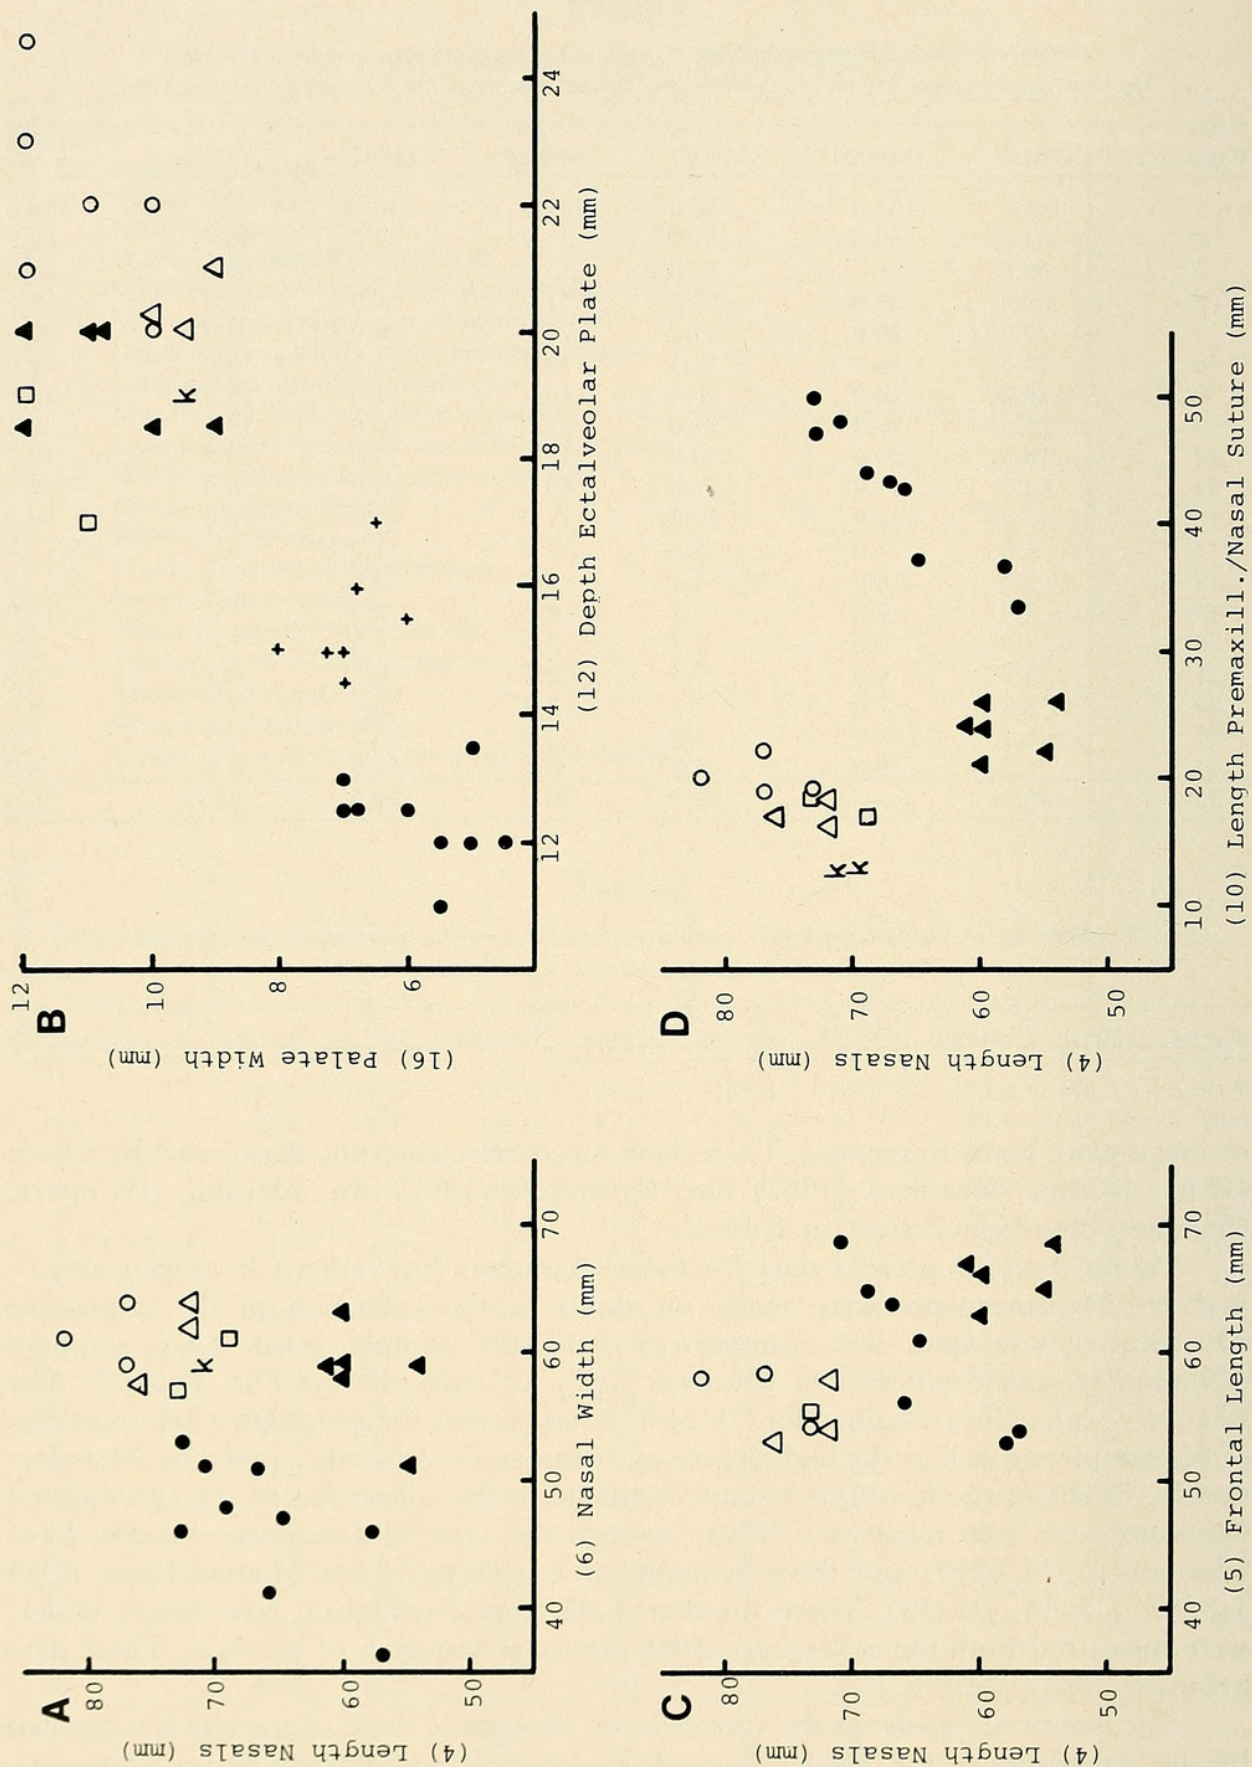 A
(4) Length Nasals (mm)
80
70
60
50
40
50
60
70
(6) Nasal Width (mm)
B
(16) Palate Width (mm)
12
10
8
6
12
14
16
18
20
22
24
(12) Depth Ectalveolar Plate (mm)
k
C
(4) Length Nasals (mm)
80
70
60
50
40
50
60
70
(5) Frontal Length (mm)
D
(4) Length Nasals (mm)
80
70
60
50
10
20
30
40
50
(10) Length Premaxill./Nasal Suture (mm)
k
k
k